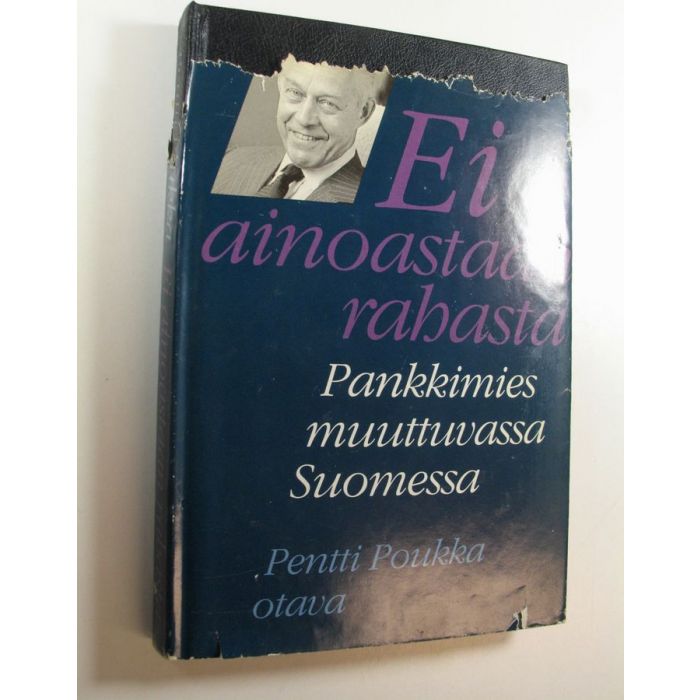 Ei
ainoastaan
rahasta
Pankkimies
muuttuvassa
Suomessa
Pentti Poukka
otava